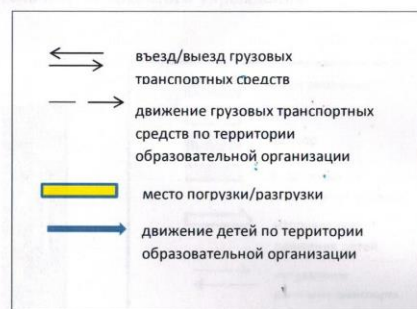 въезд/выезд грузовых
транспортных средств
движение грузовых транспортных
средств по территории
образовательной организации
место погрузки/разгрузки
движение детей по территории
образовательной организации